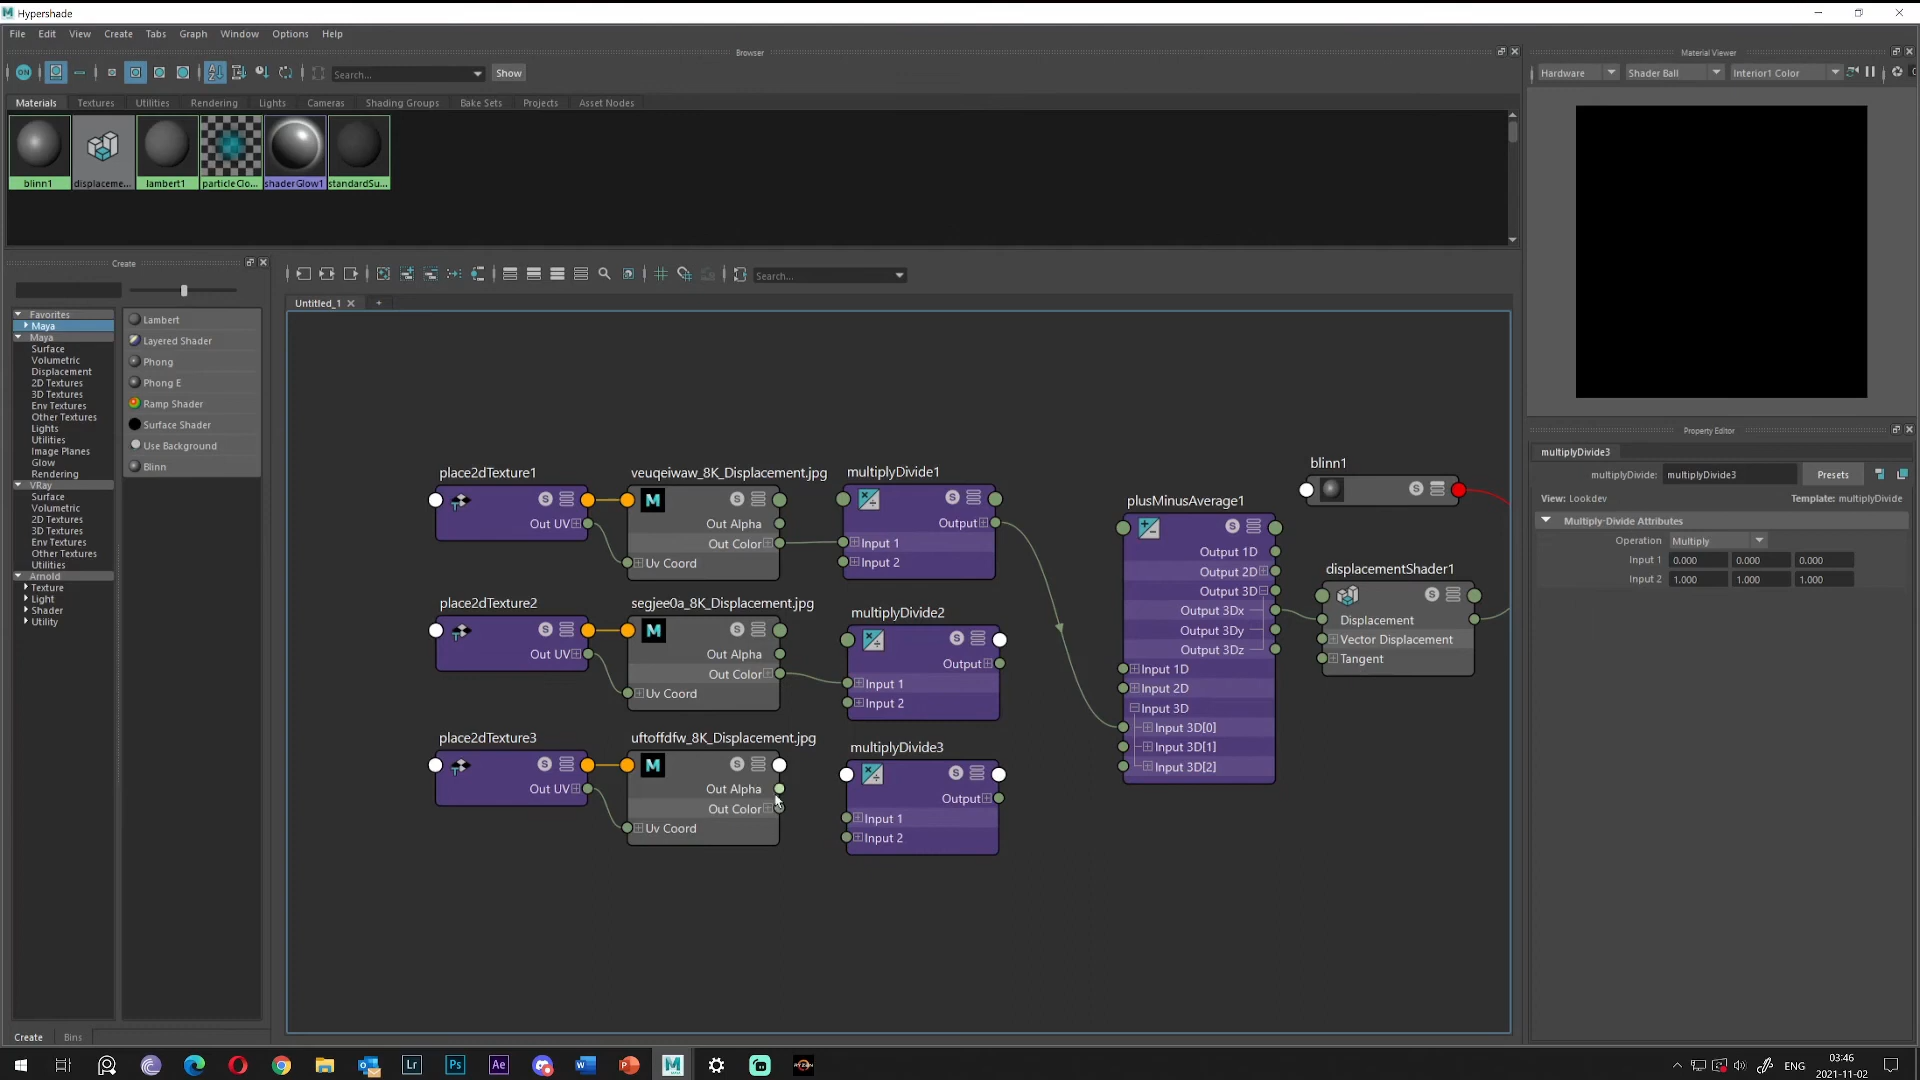 Hypershade
File Edit View Create Tabs Graph Window Options Help
Browser
Search...
Show
Materials Textures Utilities Rendering Lights Cameras Shading Groups Bake Sets Projects Asset Nodes
blinn1 displaceme... lambert1 particleClo... shaderGlow1 standardSu...
Material Viewer
Hardware Shader Ball Interior1 Color
Create
Search...
Untitled_1
Favorites
Maya
Maya
Surface
Volumetric
Displacement
2D Textures
3D Textures
Env Textures
Other Textures
Lights
Utilities
Image Planes
Glow
Rendering
VRay
Surface
Volumetric
2D Textures
3D Textures
Env Textures
Other Textures
Utilities
Arnold
Texture
Light
Shader
Utility
Lambert
Layered Shader
Phong
Phong E
Ramp Shader
Surface Shader
Use Background
Blinn
place2dTexture1
Out UV
veuqeiwaw_8K_Displacement.jpg
Out Alpha
Out Color
Uv Coord
multiplyDivide1
Output
Input 1
Input 2
place2dTexture2
Out UV
segjee0a_8K_Displacement.jpg
Out Alpha
Out Color
Uv Coord
multiplyDivide2
Output
Input 1
Input 2
place2dTexture3
Out UV
uftoffdfw_8K_Displacement.jpg
Out Alpha
Out Color
Uv Coord
multiplyDivide3
Output
Input 1
Input 2
plusMinusAverage1
Output 1D
Output 2D
Output 3D
Output 3Dx
Output 3Dy
Output 3Dz
Input 1D
Input 2D
Input 3D
Input 3D[0]
Input 3D[1]
Input 3D[2]
blinn1
displacementShader1
Displacement
Vector Displacement
Tangent
Property Editor
multiplyDivide3
multiplyDivide: multiplyDivide3 Presets
View: Lookdev Template: multiplyDivide
Multiply-Divide Attributes
Operation Multiply
Input 1 0.000 0.000 0.000
Input 2 1.000 1.000 1.000
Create Bins
Lr Ps Ae
RYZEN
ENG
03:46
2021-11-02